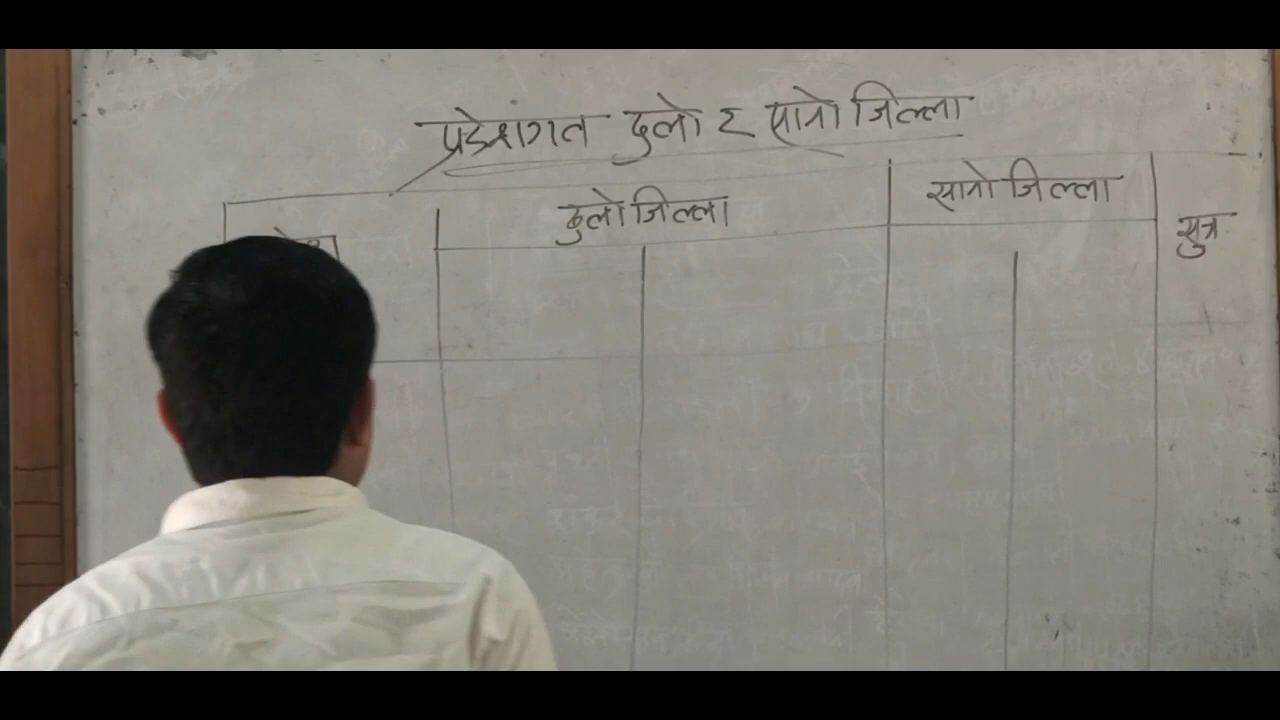 प्रदेशगत ठुलो र सानो जिल्ला
ठुलो जिल्ला
सानो जिल्ला
सुत्र